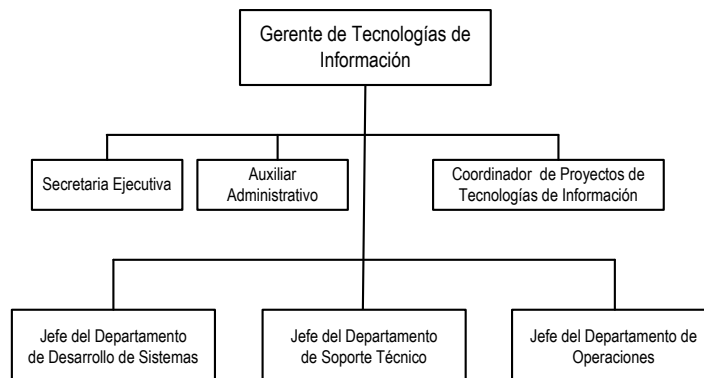 Gerente de Tecnologías de
Información
Secretaria Ejecutiva
Auxiliar
Administrativo
Coordinador de Proyectos de
Tecnologías de Información
Jefe del Departamento
de Desarrollo de Sistemas
Jefe del Departamento
de Soporte Técnico
Jefe del Departamento de
Operaciones